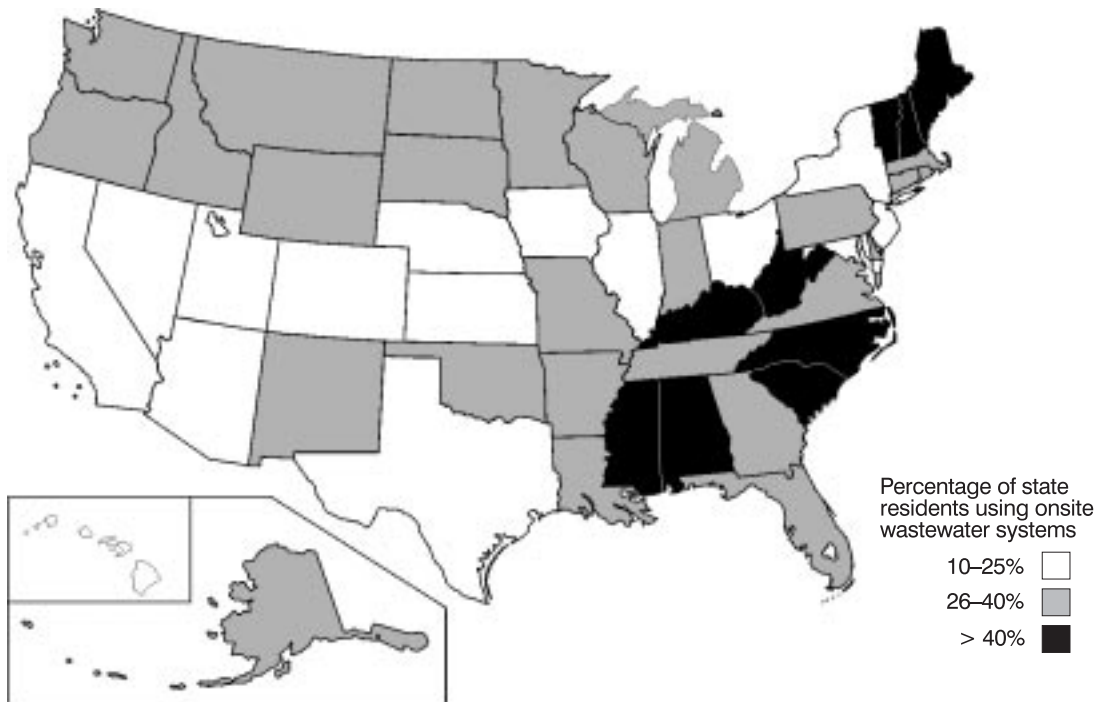 Percentage of state
residents using onsite
wastewater systems
10–25%
26–40%
> 40%